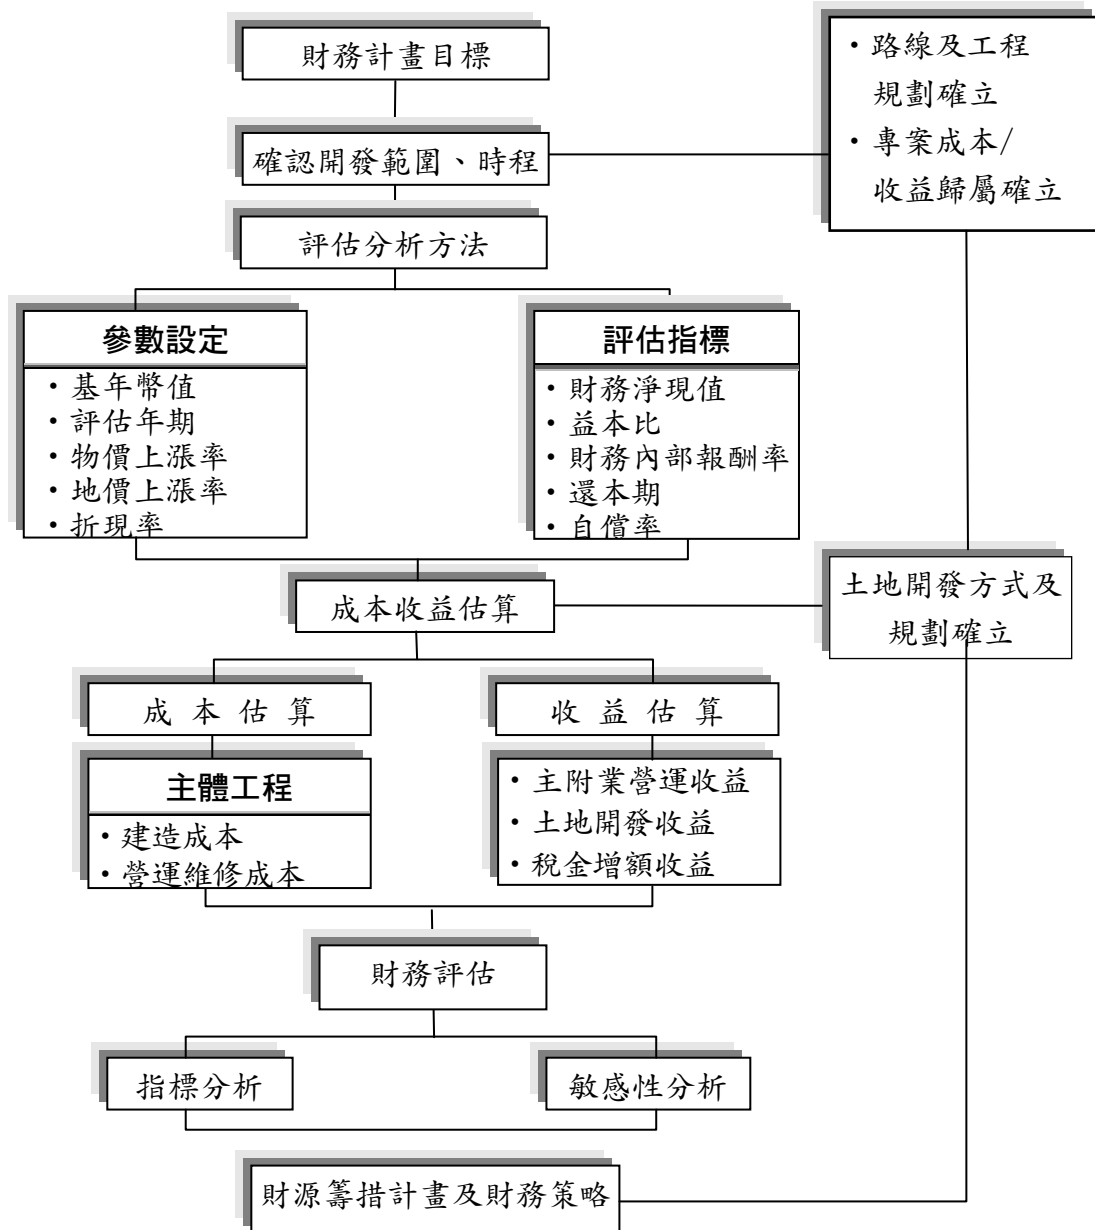 財務計畫目標
確認開發範圍、時程
・路線及工程
規劃確立
・專案成本/
收益歸屬確立
評估分析方法
參數設定
・基年幣值
・評估年期
・物價上漲率
・地價上漲率
・折現率
評估指標
・財務淨現值
・益本比
・財務內部報酬率
・還本期
・自償率
成本收益估算
土地開發方式及
規劃確立
成 本 估 算
收 益 估 算
主體工程
・建造成本
・營運維修成本
・主附業營運收益
・土地開發收益
・稅金增額收益
財務評估
指標分析
敏感性分析
財源籌措計畫及財務策略